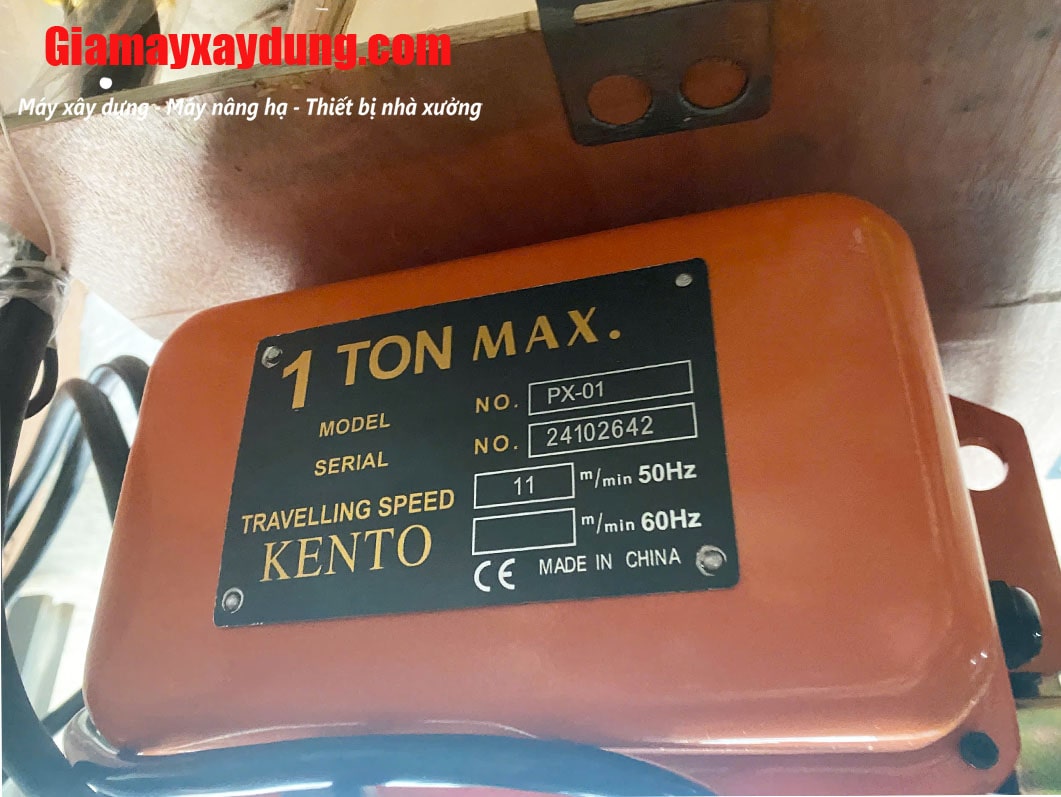 Giamayxaydung.com
Máy xây dựng - Máy nâng hạ - Thiết bị nhà xưởng
1 TON MAX.
MODEL NO. PX-01
SERIAL NO. 24102642
TRAVELLING SPEED 11 m/min 50Hz
m/min 60Hz
KENTO CE MADE IN CHINA